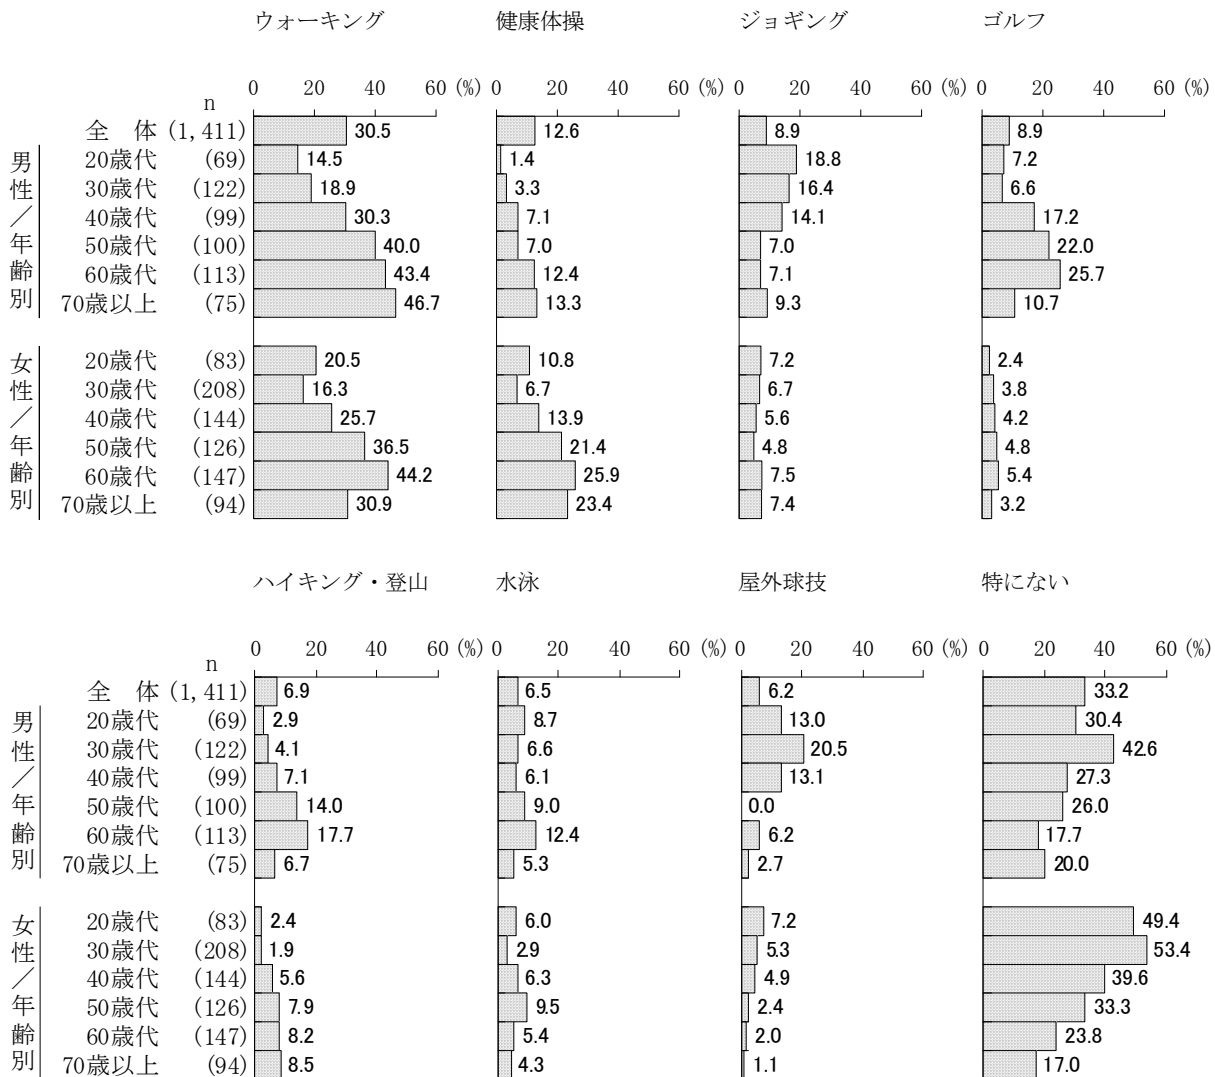 ウォーキング 健康体操 ジョギング ゴルフ
0 20 40 60 (%) 0 20 40 60 (%) 0 20 40 60 (%) 0 20 40 60 (%)
n
全　体 (1,411) 30.5 12.6 8.9 8.9
男性／年齢別
20歳代 (69) 14.5 1.4 18.8 7.2
30歳代 (122) 18.9 3.3 16.4 6.6
40歳代 (99) 30.3 7.1 14.1 17.2
50歳代 (100) 40.0 7.0 7.0 22.0
60歳代 (113) 43.4 12.4 7.1 25.7
70歳以上 (75) 46.7 13.3 9.3 10.7
女性／年齢別
20歳代 (83) 20.5 10.8 7.2 2.4
30歳代 (208) 16.3 6.7 6.7 3.8
40歳代 (144) 25.7 13.9 5.6 4.2
50歳代 (126) 36.5 21.4 4.8 4.8
60歳代 (147) 44.2 25.9 7.5 5.4
70歳以上 (94) 30.9 23.4 7.4 3.2
ハイキング・登山 水泳 屋外球技 特にない
0 20 40 60 (%) 0 20 40 60 (%) 0 20 40 60 (%) 0 20 40 60 (%)
n
全　体 (1,411) 6.9 6.5 6.2 33.2
男性／年齢別
20歳代 (69) 2.9 8.7 13.0 30.4
30歳代 (122) 4.1 6.6 20.5 42.6
40歳代 (99) 7.1 6.1 13.1 27.3
50歳代 (100) 14.0 9.0 0.0 26.0
60歳代 (113) 17.7 12.4 6.2 17.7
70歳以上 (75) 6.7 5.3 2.7 20.0
女性／年齢別
20歳代 (83) 2.4 6.0 7.2 49.4
30歳代 (208) 1.9 2.9 5.3 53.4
40歳代 (144) 5.6 6.3 4.9 39.6
50歳代 (126) 7.9 9.5 2.4 33.3
60歳代 (147) 8.2 5.4 2.0 23.8
70歳以上 (94) 8.5 4.3 1.1 17.0